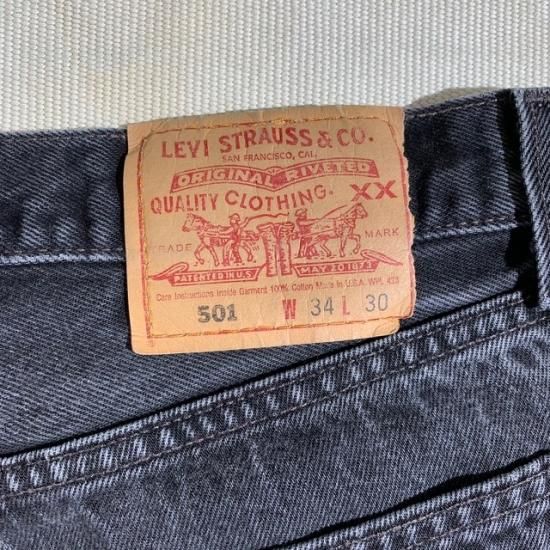 LEVI STRAUSS & CO.
SAN FRANCISCO, CAL.
ORIGINAL RIVETED
QUALITY CLOTHING. XX
TRADE MARK
PATENTED IN U.S. MAY 20 1873
Care Instructions Inside Garment 100% Cotton Made in U.S.A. WPL 423
501 W 34 L 30